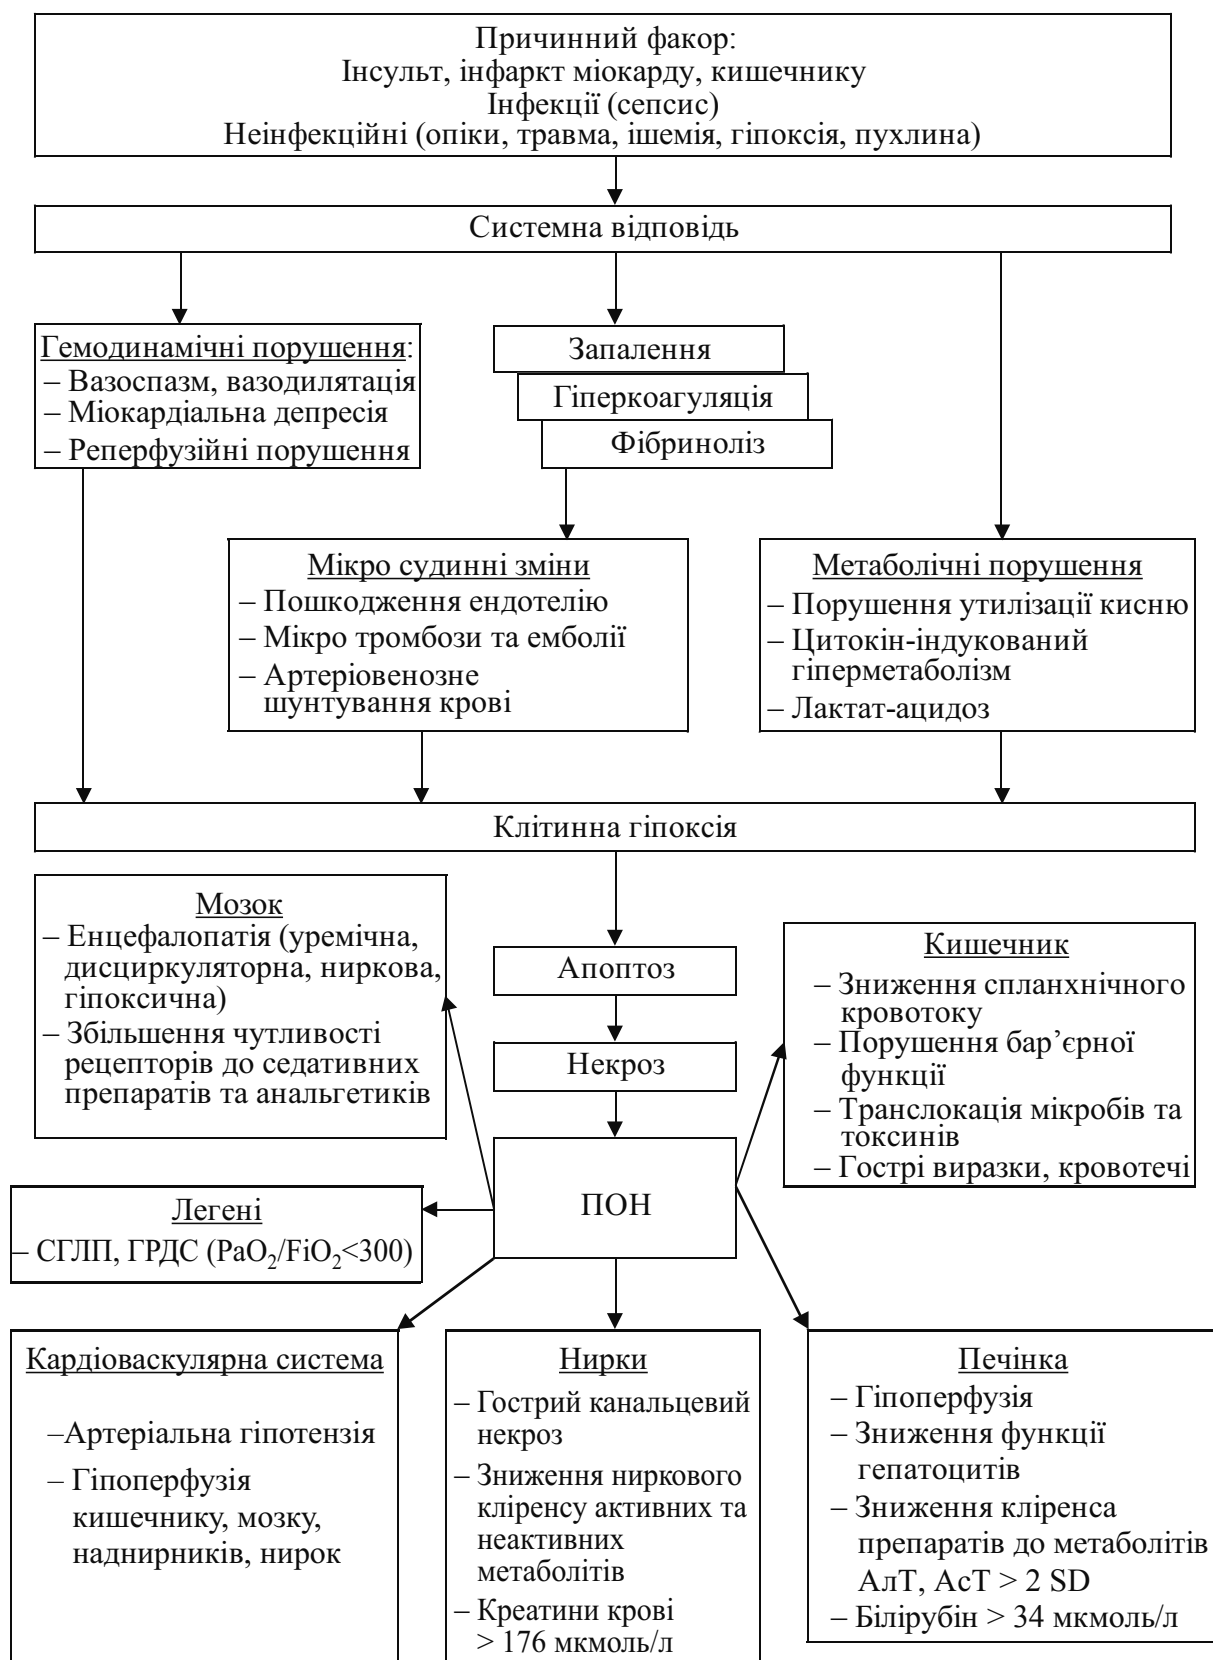 Причинний факор:
Інсульт, інфаркт міокарду, кишечнику
Інфекції (сепсис)
Неінфекційні (опіки, травма, ішемія, гіпоксія, пухлина)
Системна відповідь
Гемодинамічні порушення:
– Вазоспазм, вазодилятація
– Міокардіальна депресія
– Реперфузійні порушення
Запалення
Гіперкоагуляція
Фібриноліз
Мікро судинні зміни
– Пошкодження ендотелію
– Мікро тромбози та емболії
– Артеріовенозне
шунтування крові
Метаболічні порушення
– Порушення утилізації кисню
– Цитокін-індукований
гіперметаболізм
– Лактат-ацидоз
Клітинна гіпоксія
Мозок
– Енцефалопатія (уремічна,
дисциркуляторна, ниркова,
гіпоксична)
– Збільшення чутливості
рецепторів до седативних
препаратів та анальгетиків
Апоптоз
Некроз
ПОН
Кишечник
– Зниження спланхнічного
кровотоку
– Порушення бар’єрної
функції
– Транслокація мікробів та
токсинів
– Гострі виразки, кровотечі
Легені
– СГЛП, ГРДС (PaO₂/FiO₂<300)
Кардіоваскулярна система
–Артеріальна гіпотензія
– Гіпоперфузія
кишечнику, мозку,
наднирників, нирок
Нирки
– Гострий канальцевий
некроз
– Зниження ниркового
кліренсу активних та
неактивних
метаболітів
– Креатини крові
> 176 мкмоль/л
Печінка
– Гіпоперфузія
– Зниження функції
гепатоцитів
– Зниження кліренса
препаратів до метаболітів
АлТ, АсТ > 2 SD
– Білірубін > 34 мкмоль/л